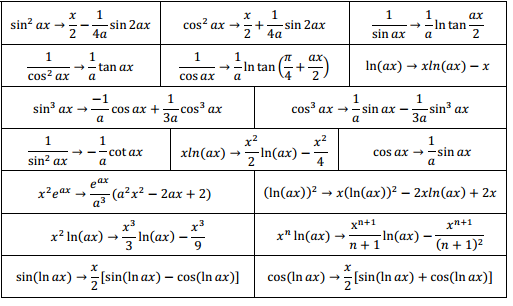 sin² ax → x/2 − 1/4a sin 2ax
cos² ax → x/2 + 1/4a sin 2ax
1/sin ax → 1/a ln tan ax/2
1/cos² ax → 1/a tan ax
1/cos ax → 1/a ln tan (π/4 + ax/2)
ln(ax) → xln(ax) − x
sin³ ax → −1/a cos ax + 1/3a cos³ ax
cos³ ax → 1/a sin ax − 1/3a sin³ ax
1/sin² ax → − 1/a cot ax
xln(ax) → x²/2 ln(ax) − x²/4
cos ax → 1/a sin ax
x²eᵃˣ → eᵃˣ/a³ (a²x² − 2ax + 2)
(ln(ax))² → x(ln(ax))² − 2xln(ax) + 2x
x² ln(ax) → x³/3 ln(ax) − x³/9
xⁿ ln(ax) → xⁿ⁺¹/n + 1 ln(ax) − xⁿ⁺¹/(n + 1)²
sin(ln ax) → x/2 [sin(ln ax) − cos(ln ax)]
cos(ln ax) → x/2 [sin(ln ax) + cos(ln ax)]